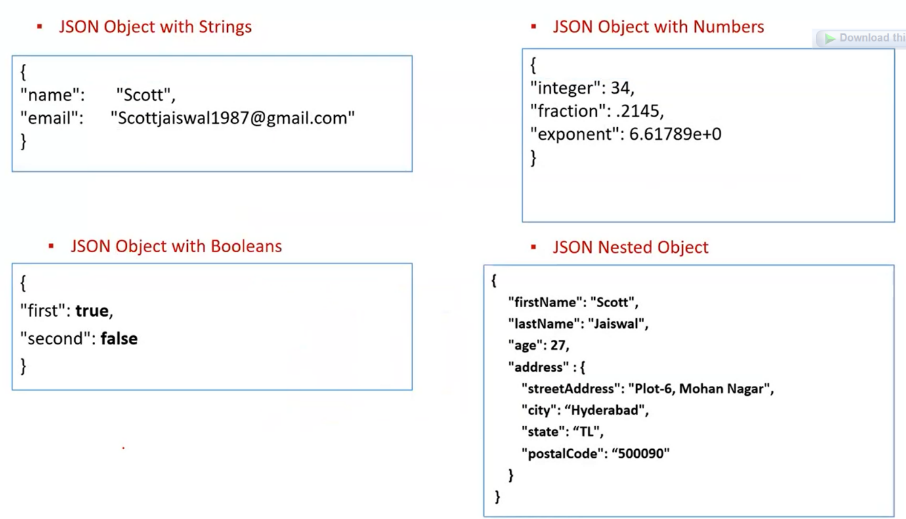 ▪ JSON Object with Strings
{
"name": "Scott",
"email": "Scottjaiswal1987@gmail.com"
}
▪ JSON Object with Numbers
Download thi
{
"integer": 34,
"fraction": .2145,
"exponent": 6.61789e+0
}
▪ JSON Object with Booleans
{
"first": true,
"second": false
}
▪ JSON Nested Object
{
"firstName": "Scott",
"lastName": "Jaiswal",
"age": 27,
"address" : {
"streetAddress": "Plot-6, Mohan Nagar",
"city": “Hyderabad",
"state": “TL",
"postalCode": “500090"
}
}